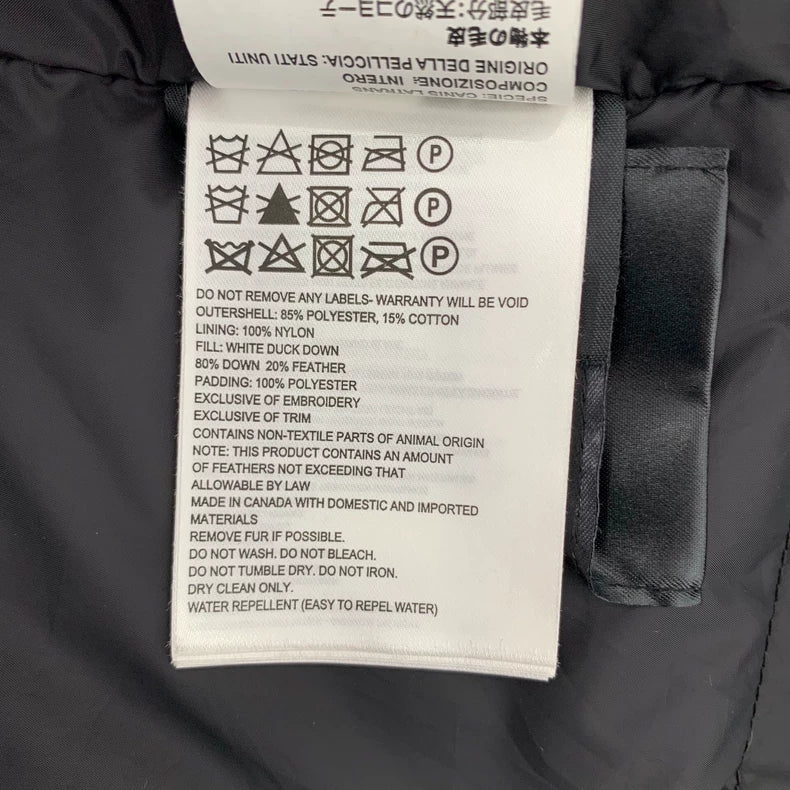 毛皮部分:天然のコヨーテ
本物の毛皮
ORIGINE DELLA PELLICCIA: STATI UNITI
COMPOSIZIONE: INTERO
SPECIE: CANIS LATRANS
P
P
P
DO NOT REMOVE ANY LABELS- WARRANTY WILL BE VOID
OUTERSHELL: 85% POLYESTER, 15% COTTON
LINING: 100% NYLON
FILL: WHITE DUCK DOWN
80% DOWN 20% FEATHER
PADDING: 100% POLYESTER
EXCLUSIVE OF EMBROIDERY
EXCLUSIVE OF TRIM
CONTAINS NON-TEXTILE PARTS OF ANIMAL ORIGIN
NOTE: THIS PRODUCT CONTAINS AN AMOUNT
OF FEATHERS NOT EXCEEDING THAT
ALLOWABLE BY LAW
MADE IN CANADA WITH DOMESTIC AND IMPORTED
MATERIALS
REMOVE FUR IF POSSIBLE.
DO NOT WASH. DO NOT BLEACH.
DO NOT TUMBLE DRY. DO NOT IRON.
DRY CLEAN ONLY.
WATER REPELLENT (EASY TO REPEL WATER)